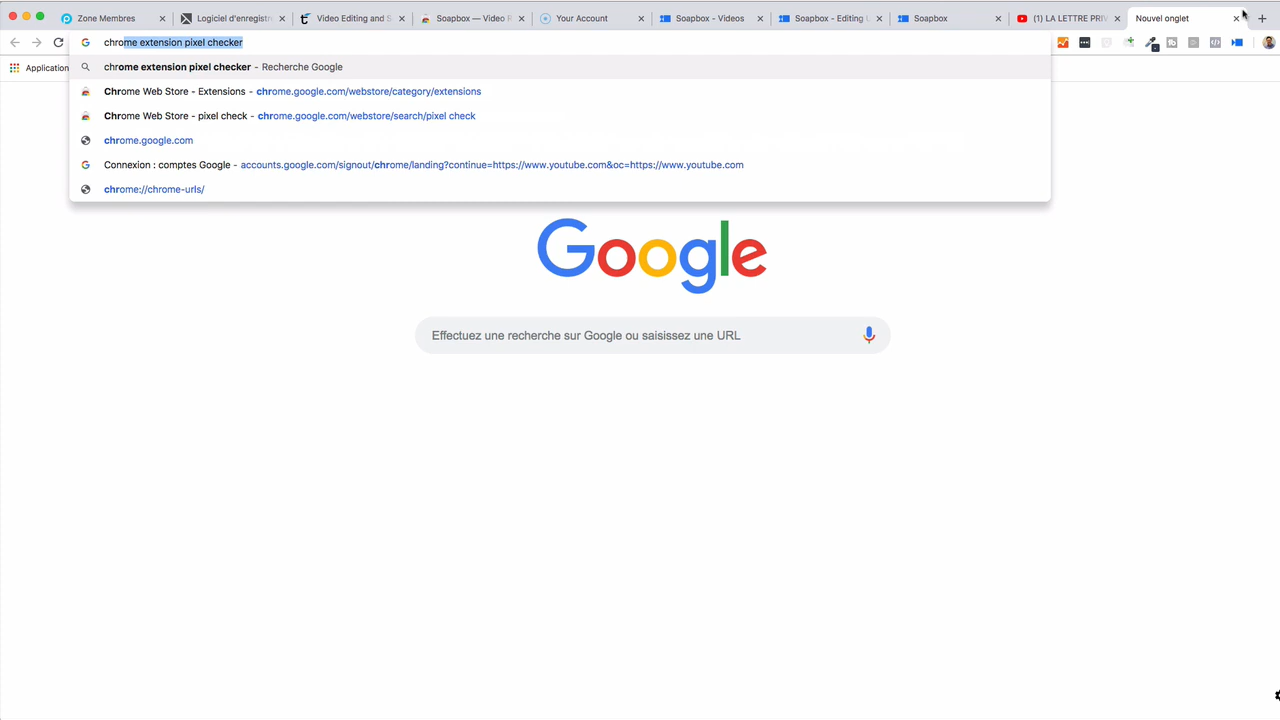 Zone Membres
Logiciel d'enregistr
Video Editing and S
Soapbox — Video R
Your Account
Soapbox - Videos
Soapbox - Editing
Soapbox
(1) LA LETTRE PRIV
Nouvel onglet
chrome extension pixel checker
Application
chrome extension pixel checker - Recherche Google
Chrome Web Store - Extensions - chrome.google.com/webstore/category/extensions
Chrome Web Store - pixel check - chrome.google.com/webstore/search/pixel check
chrome.google.com
Connexion : comptes Google - accounts.google.com/signout/chrome/landing?continue=https://www.youtube.com&oc=https://www.youtube.com
chrome://chrome-urls/
Google
Effectuez une recherche sur Google ou saisissez une URL